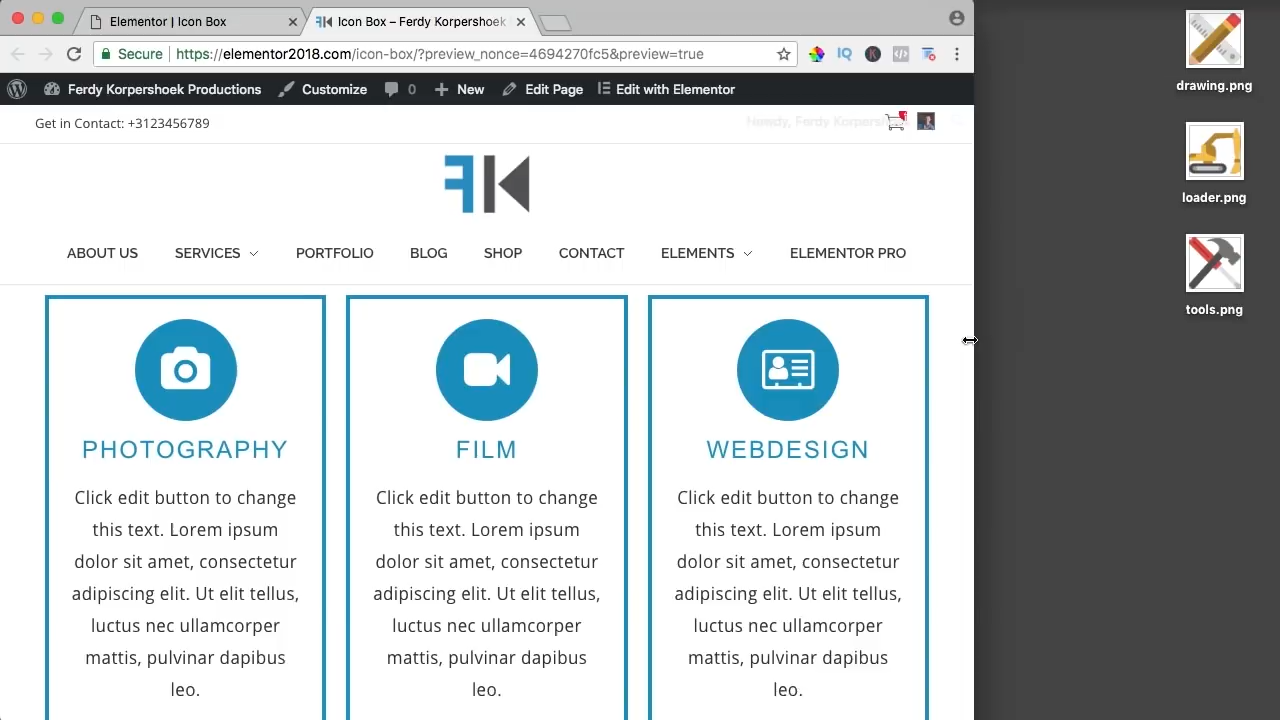 Elementor | Icon Box
Icon Box – Ferdy Korpershoek
Secure
https://elementor2018.com/icon-box/?preview_nonce=4694270fc5&preview=true
IQ
K
Ferdy Korpershoek Productions
Customize
0
New
Edit Page
Edit with Elementor
Get in Contact: +3123456789
Howdy, Ferdy
FK
ABOUT US
SERVICES
PORTFOLIO
BLOG
SHOP
CONTACT
ELEMENTS
ELEMENTOR PRO
PHOTOGRAPHY
Click edit button to change
this text. Lorem ipsum
dolor sit amet, consectetur
adipiscing elit. Ut elit tellus,
luctus nec ullamcorper
mattis, pulvinar dapibus
leo.
FILM
Click edit button to change
this text. Lorem ipsum
dolor sit amet, consectetur
adipiscing elit. Ut elit tellus,
luctus nec ullamcorper
mattis, pulvinar dapibus
leo.
WEBDESIGN
Click edit button to change
this text. Lorem ipsum
dolor sit amet, consectetur
adipiscing elit. Ut elit tellus,
luctus nec ullamcorper
mattis, pulvinar dapibus
leo.
drawing.png
loader.png
tools.png